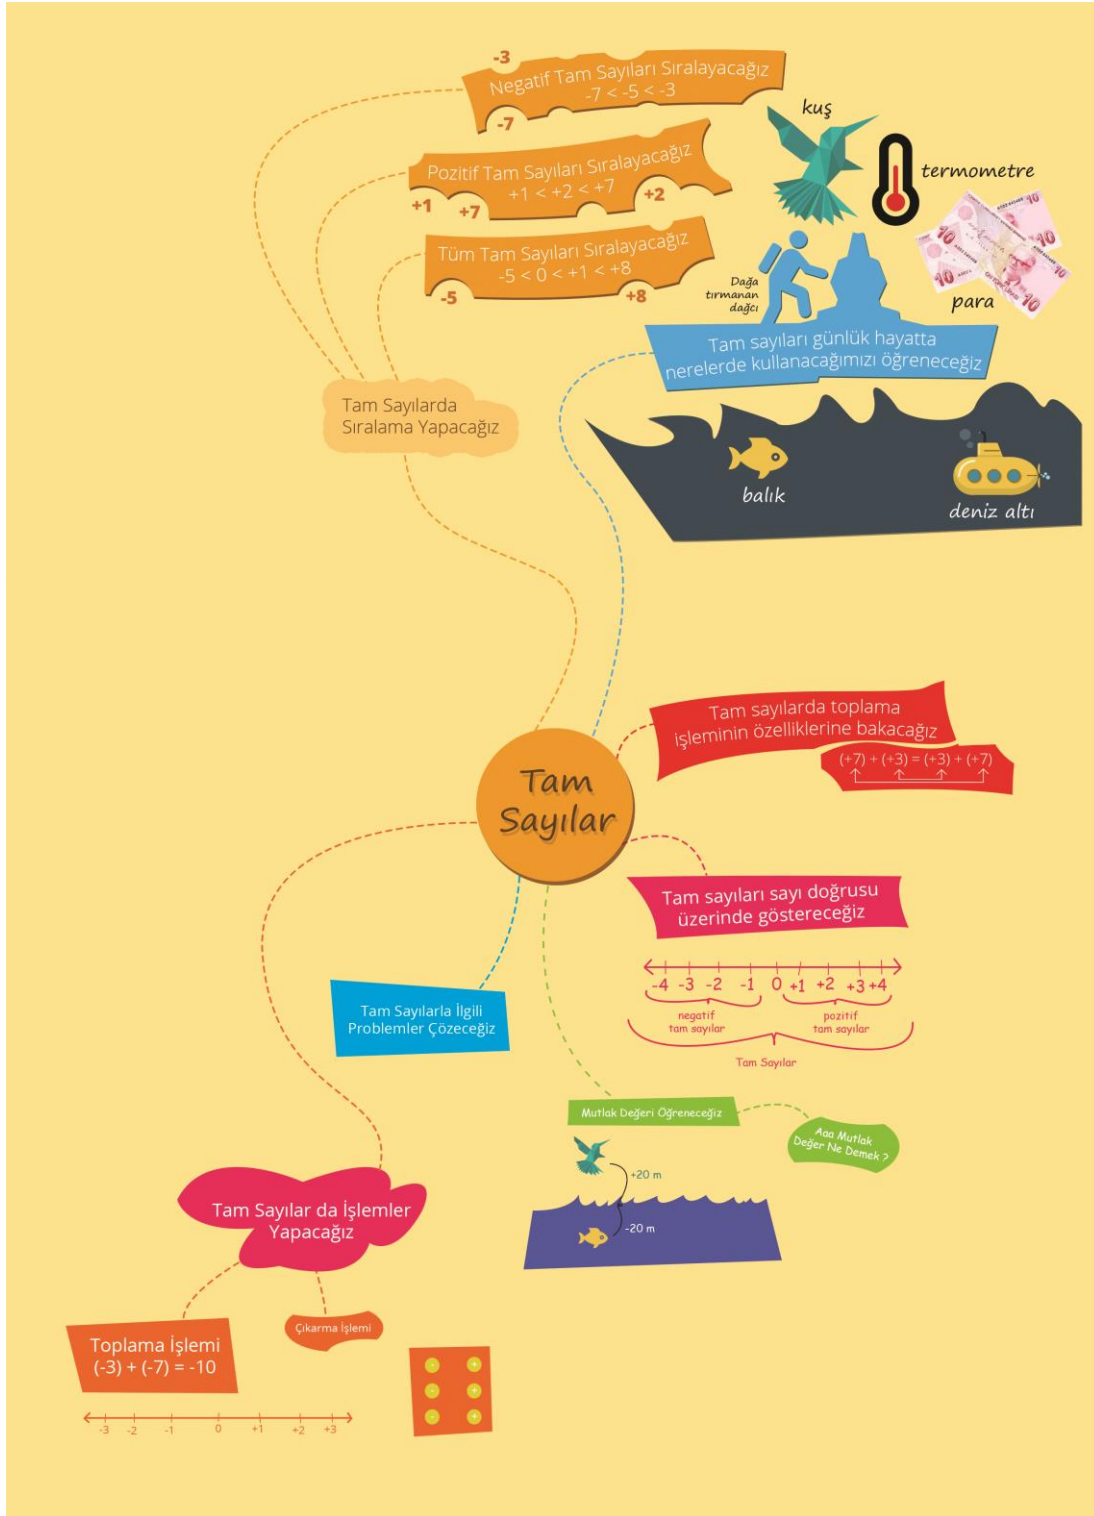 -3
Negatif Tam Sayıları Sıralayacağız
-7 < -5 < -3
-7
Pozitif Tam Sayıları Sıralayacağız
+1 < +2 < +7
+1
+7
+2
Tüm Tam Sayıları Sıralayacağız
-5 < 0 < +1 < +8
-5
+8
Tam Sayılarda
Sıralama Yapacağız
kuş
termometre
10
10
10
10
para
Dağa
tırmanan
dağcı
Tam sayıları günlük hayatta
nerelerde kullanacağımızı öğreneceğiz
balık
deniz altı
Tam
Sayılar
Tam sayılarda toplama
işleminin özelliklerine bakacağız
(+7) + (+3) = (+3) + (+7)
Tam sayıları sayı doğrusu
üzerinde göstereceğiz
-4 -3 -2 -1 0 +1 +2 +3 +4
negatif
tam sayılar
pozitif
tam sayılar
Tam Sayılar
Tam Sayılarla İlgili
Problemler Çözeceğiz
Mutlak Değeri Öğreneceğiz
Aaa Mutlak
Değer Ne Demek ?
+20 m
-20 m
Tam Sayılar da İşlemler
Yapacağız
Toplama İşlemi
(-3) + (-7) = -10
Çıkarma İşlemi
-3 -2 -1 0 +1 +2 +3
- +
- +
- +